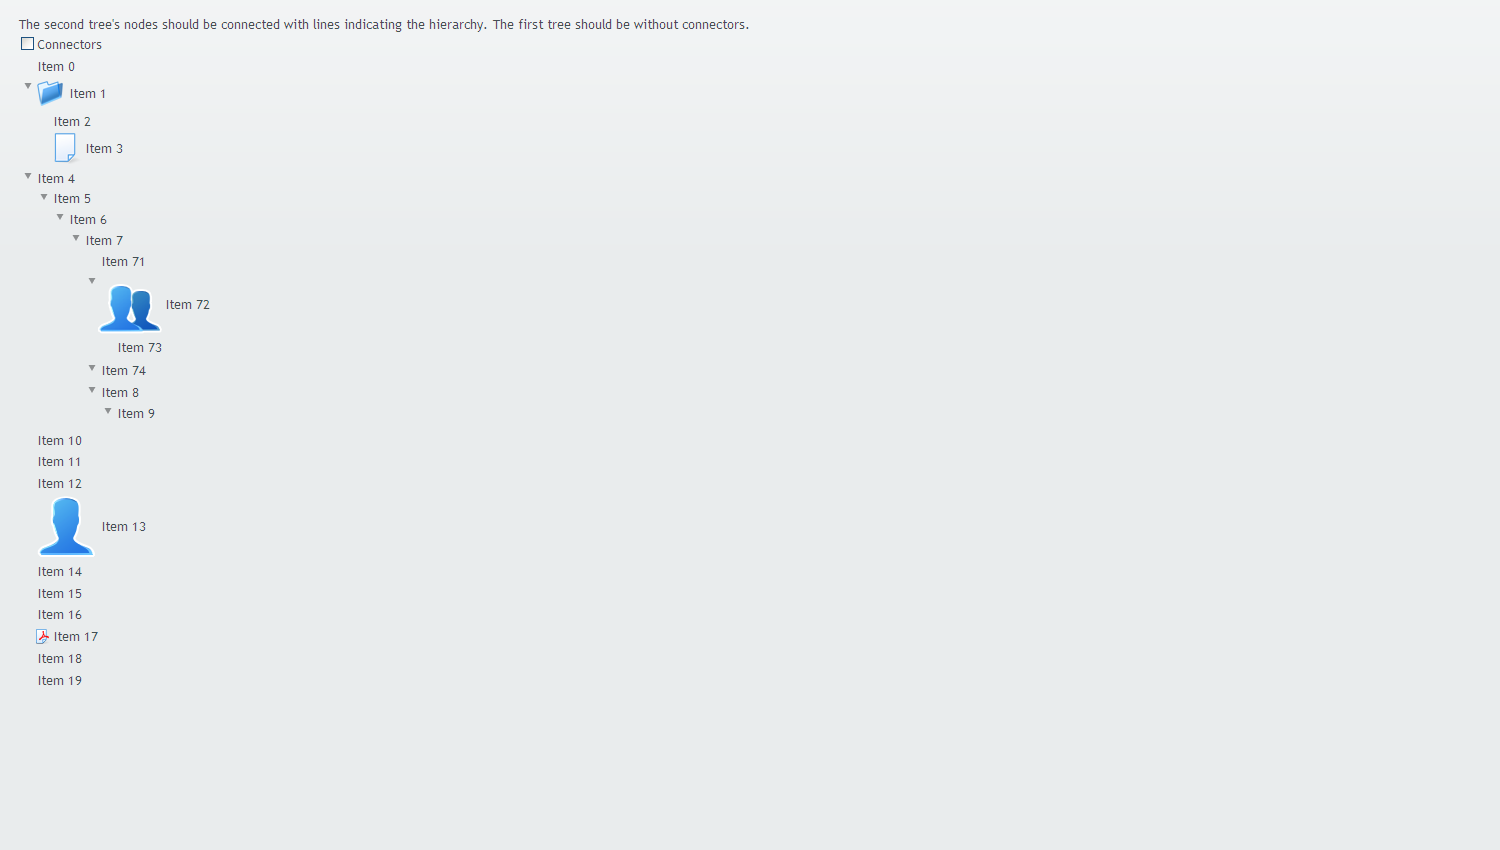 The second tree's nodes should be connected with lines indicating the hierarchy. The first tree should be without connectors.
Connectors
Item 0
Item 1
Item 2
Item 3
Item 4
Item 5
Item 6
Item 7
Item 71
Item 72
Item 73
Item 74
Item 8
Item 9
Item 10
Item 11
Item 12
Item 13
Item 14
Item 15
Item 16
Item 17
Item 18
Item 19